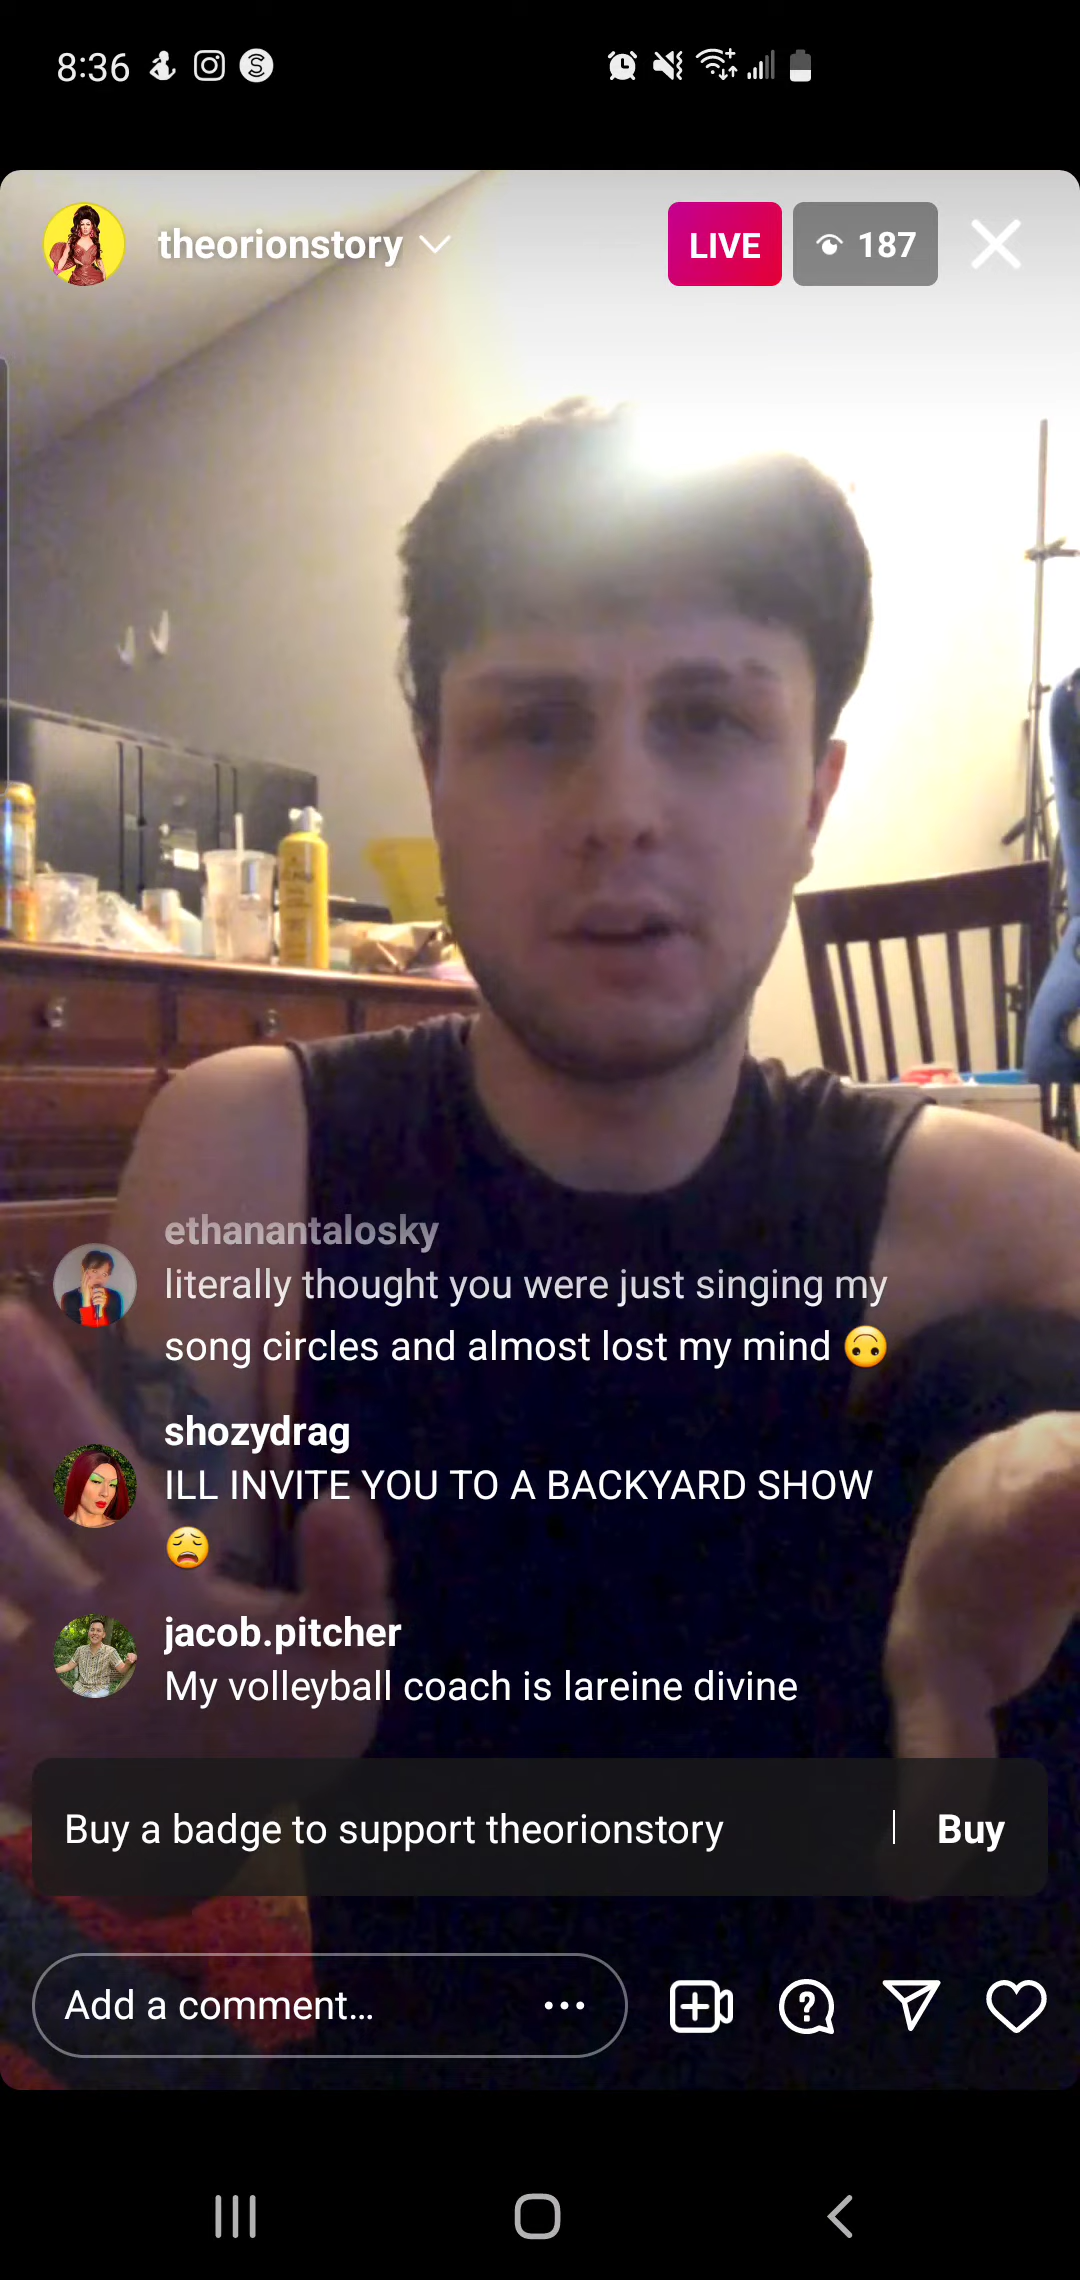 8:36
theorionstory
LIVE
187
ethanantalosky
literally thought you were just singing my
song circles and almost lost my mind 🙃
shozydrag
ILL INVITE YOU TO A BACKYARD SHOW
😩
jacob.pitcher
My volleyball coach is lareine divine
Buy a badge to support theorionstory | Buy
Add a comment...